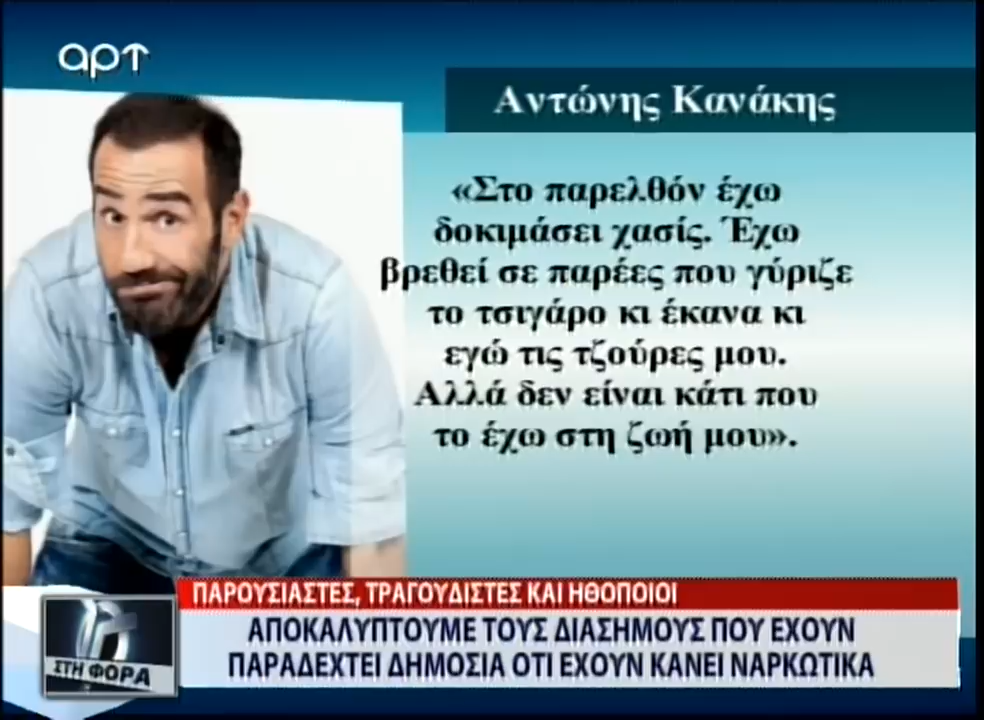 αρτ
Αντώνης Κανάκης
«Στο παρελθόν έχω
δοκιμάσει χασίς. Έχω
βρεθεί σε παρέες που γύριζε
το τσιγάρο κι έκανα κι
εγώ τις τζούρες μου.
Αλλά δεν είναι κάτι που
το έχω στη ζωή μου».
ΠΑΡΟΥΣΙΑΣΤΕΣ, ΤΡΑΓΟΥΔΙΣΤΕΣ ΚΑΙ ΗΘΟΠΟΙΟΙ
ΑΠΟΚΑΛΥΠΤΟΥΜΕ ΤΟΥΣ ΔΙΑΣΗΜΟΥΣ ΠΟΥ ΕΧΟΥΝ
ΠΑΡΑΔΕΧΤΕΙ ΔΗΜΟΣΙΑ ΟΤΙ ΕΧΟΥΝ ΚΑΝΕΙ ΝΑΡΚΩΤΙΚΑ
ΣΤΗ ΦΟΡΑ